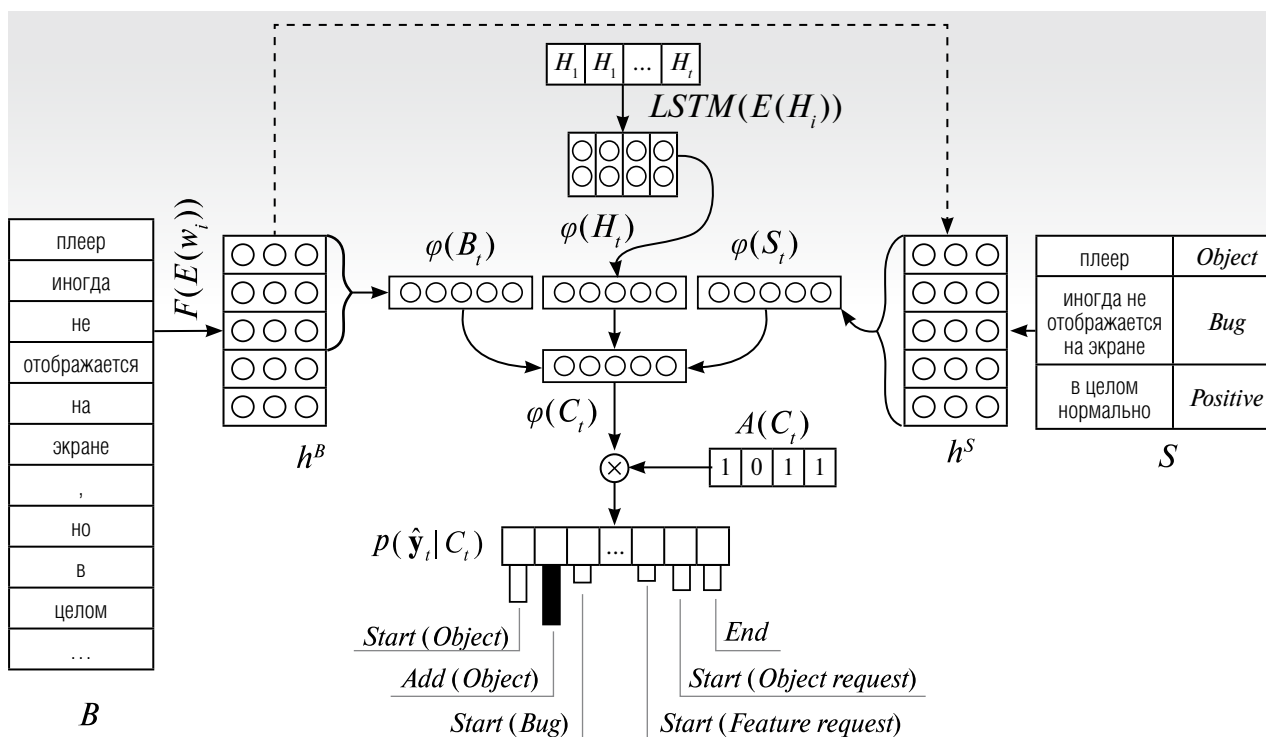 H₁ H₁ ... Hₜ
LSTM(E(Hᵢ))
плеер
иногда
не
отображается
на
экране
,
но
в
целом
...
B
F(E(wᵢ))
hᴮ
φ(Bₜ)
φ(Hₜ)
φ(Sₜ)
φ(Cₜ)
A(Cₜ)
1 0 1 1
×
hˢ
плеер Object
иногда не
отображается
на экране
Bug
в целом
нормально
Positive
S
p(ŷₜ|Cₜ)
...
Start (Object)
Add (Object)
Start (Bug)
End
Start (Object request)
Start (Feature request)